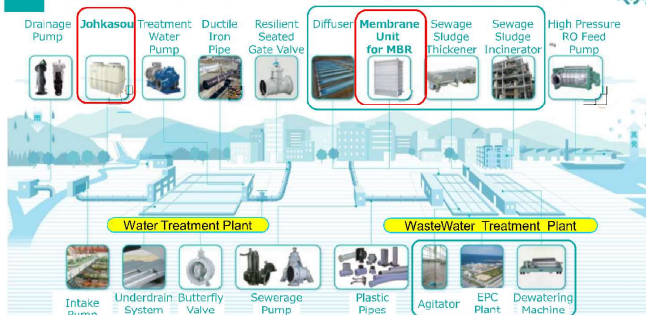 Drainage
Pump
Johkasou
Treatment
Water
Pump
Ductile
Iron
Pipe
Resilient
Seated
Gate Valve
Diffuser
Membrane
Unit
for MBR
Sewage
Sludge
Thickener
Sewage
Sludge
Incinerator
High Pressure
RO Feed
Pump
Water Treatment Plant
WasteWater Treatment Plant
Intake
Pump
Underdrain
System
Butterfly
Valve
Sewerage
Pump
Plastic
Pipes
Agitator
EPC
Plant
Dewatering
Machine